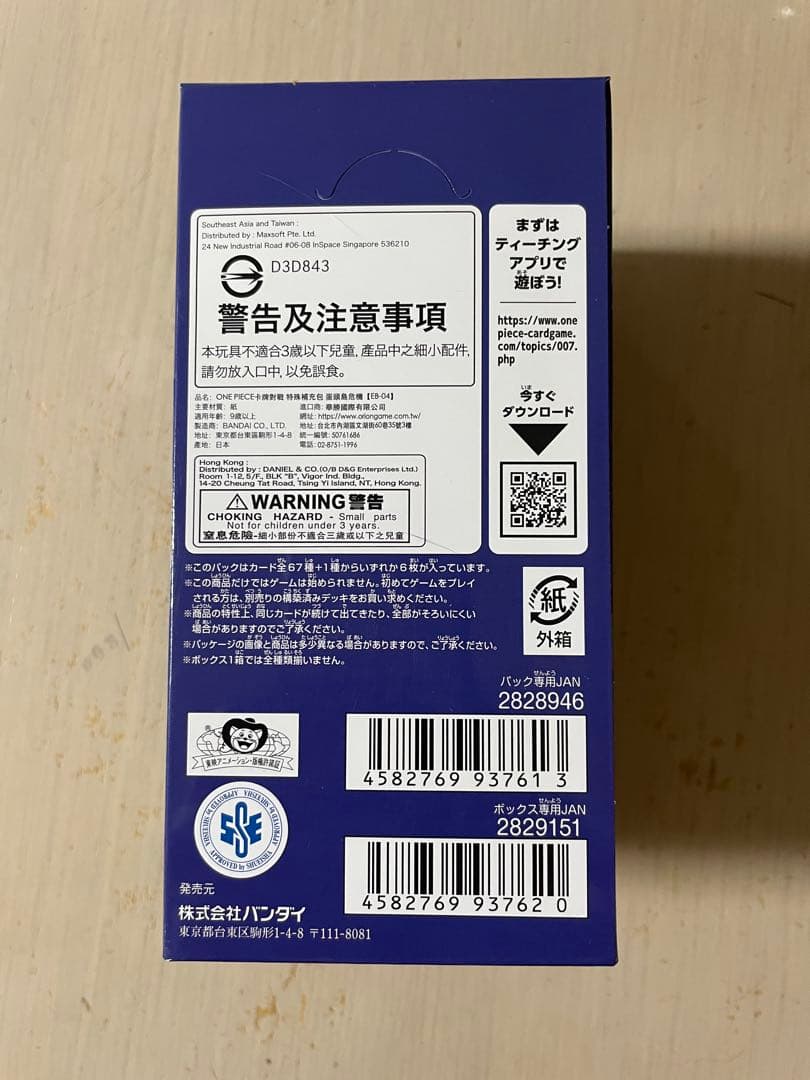 Southeast Asia and Taiwan :
Distributed by : Maxsoft Pte. Ltd.
24 New Industrial Road #06-08 InSpace Singapore 536210
D3D843
警告及注意事項
本玩具不適合3歲以下兒童, 產品中之細小配件,
請勿放入口中, 以免誤食。
品名: ONE PIECE卡牌對戰 特殊補充包 蛋頭島危機【EB-04】
主要材質: 紙 進口商: 華勝國際有限公司
適用年齡: 9歲以上 網址: https://www.oriongame.com.tw/
製造商: BANDAI CO., LTD. 地址: 台北市內湖區文湖街60巷35號3樓
地址: 東京都台東區駒形1-4-8 統一編號: 50761686
產地: 日本 電話: 02-8751-1996
Hong Kong :
Distributed by : DANIEL & CO.(O/B D&G Enterprises Ltd.)
Room 1-12, 5/F., BLK "B", Vigor Ind. Bldg.,
14-20 Cheung Tat Road, Tsing Yi Island, NT, Hong Kong.
WARNING 警告
CHOKING HAZARD - Small parts
Not for children under 3 years.
窒息危險-細小部份不適合三歲或以下之兒童
まずは
ティーチング
アプリで
遊ぼう!
https://www.one
piece-cardgame.
com/topics/007.
php
今すぐ
ダウンロード
※このパックはカード全67種+1種からいずれか6枚が入っています。
※この商品だけではゲームは始められません。初めてゲームをプレイ
される方は、別売りの構築済みデッキをお買い求めください。
※商品の特性上、同じカードが続けて出てきたり、全部がそろいにくい
場合がありますのでご了承ください。
※パッケージの画像と商品は多少異なる場合がありますので、ご了承ください。
※ボックス1箱では全種類揃いません。
紙
外箱
パック専用JAN
2828946
4582769 93761 3
ボックス専用JAN
2829151
4582769 93762 0
東映アニメーション・版権許諾証
APPROVED by SHUEISHA
SSE
APPROVED by SHUEISHA
発売元
株式会社バンダイ
東京都台東区駒形1-4-8 〒111-8081